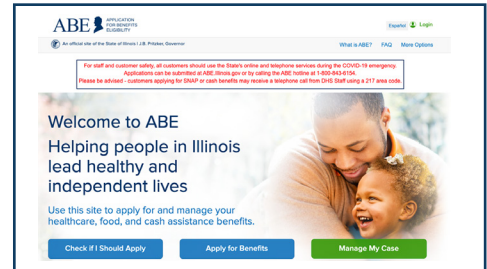 ABE APPLICATION
FOR BENEFITS
ELIGIBILITY
Español Login
An official site of the State of Illinois | J.B. Pritzker, Governor
What is ABE? FAQ More Options
For staff and customer safety, all customers should use the State's online and telephone services during the COVID-19 emergency.
Applications can be submitted at ABE.Illinois.gov or by calling the ABE hotline at 1-800-843-6154.
Please be advised - customers applying for SNAP or cash benefits may receive a telephone call from DHS Staff using a 217 area code.
Welcome to ABE
Helping people in Illinois
lead healthy and
independent lives
Use this site to apply for and manage your
healthcare, food, and cash assistance benefits.
Check if I Should Apply
Apply for Benefits
Manage My Case